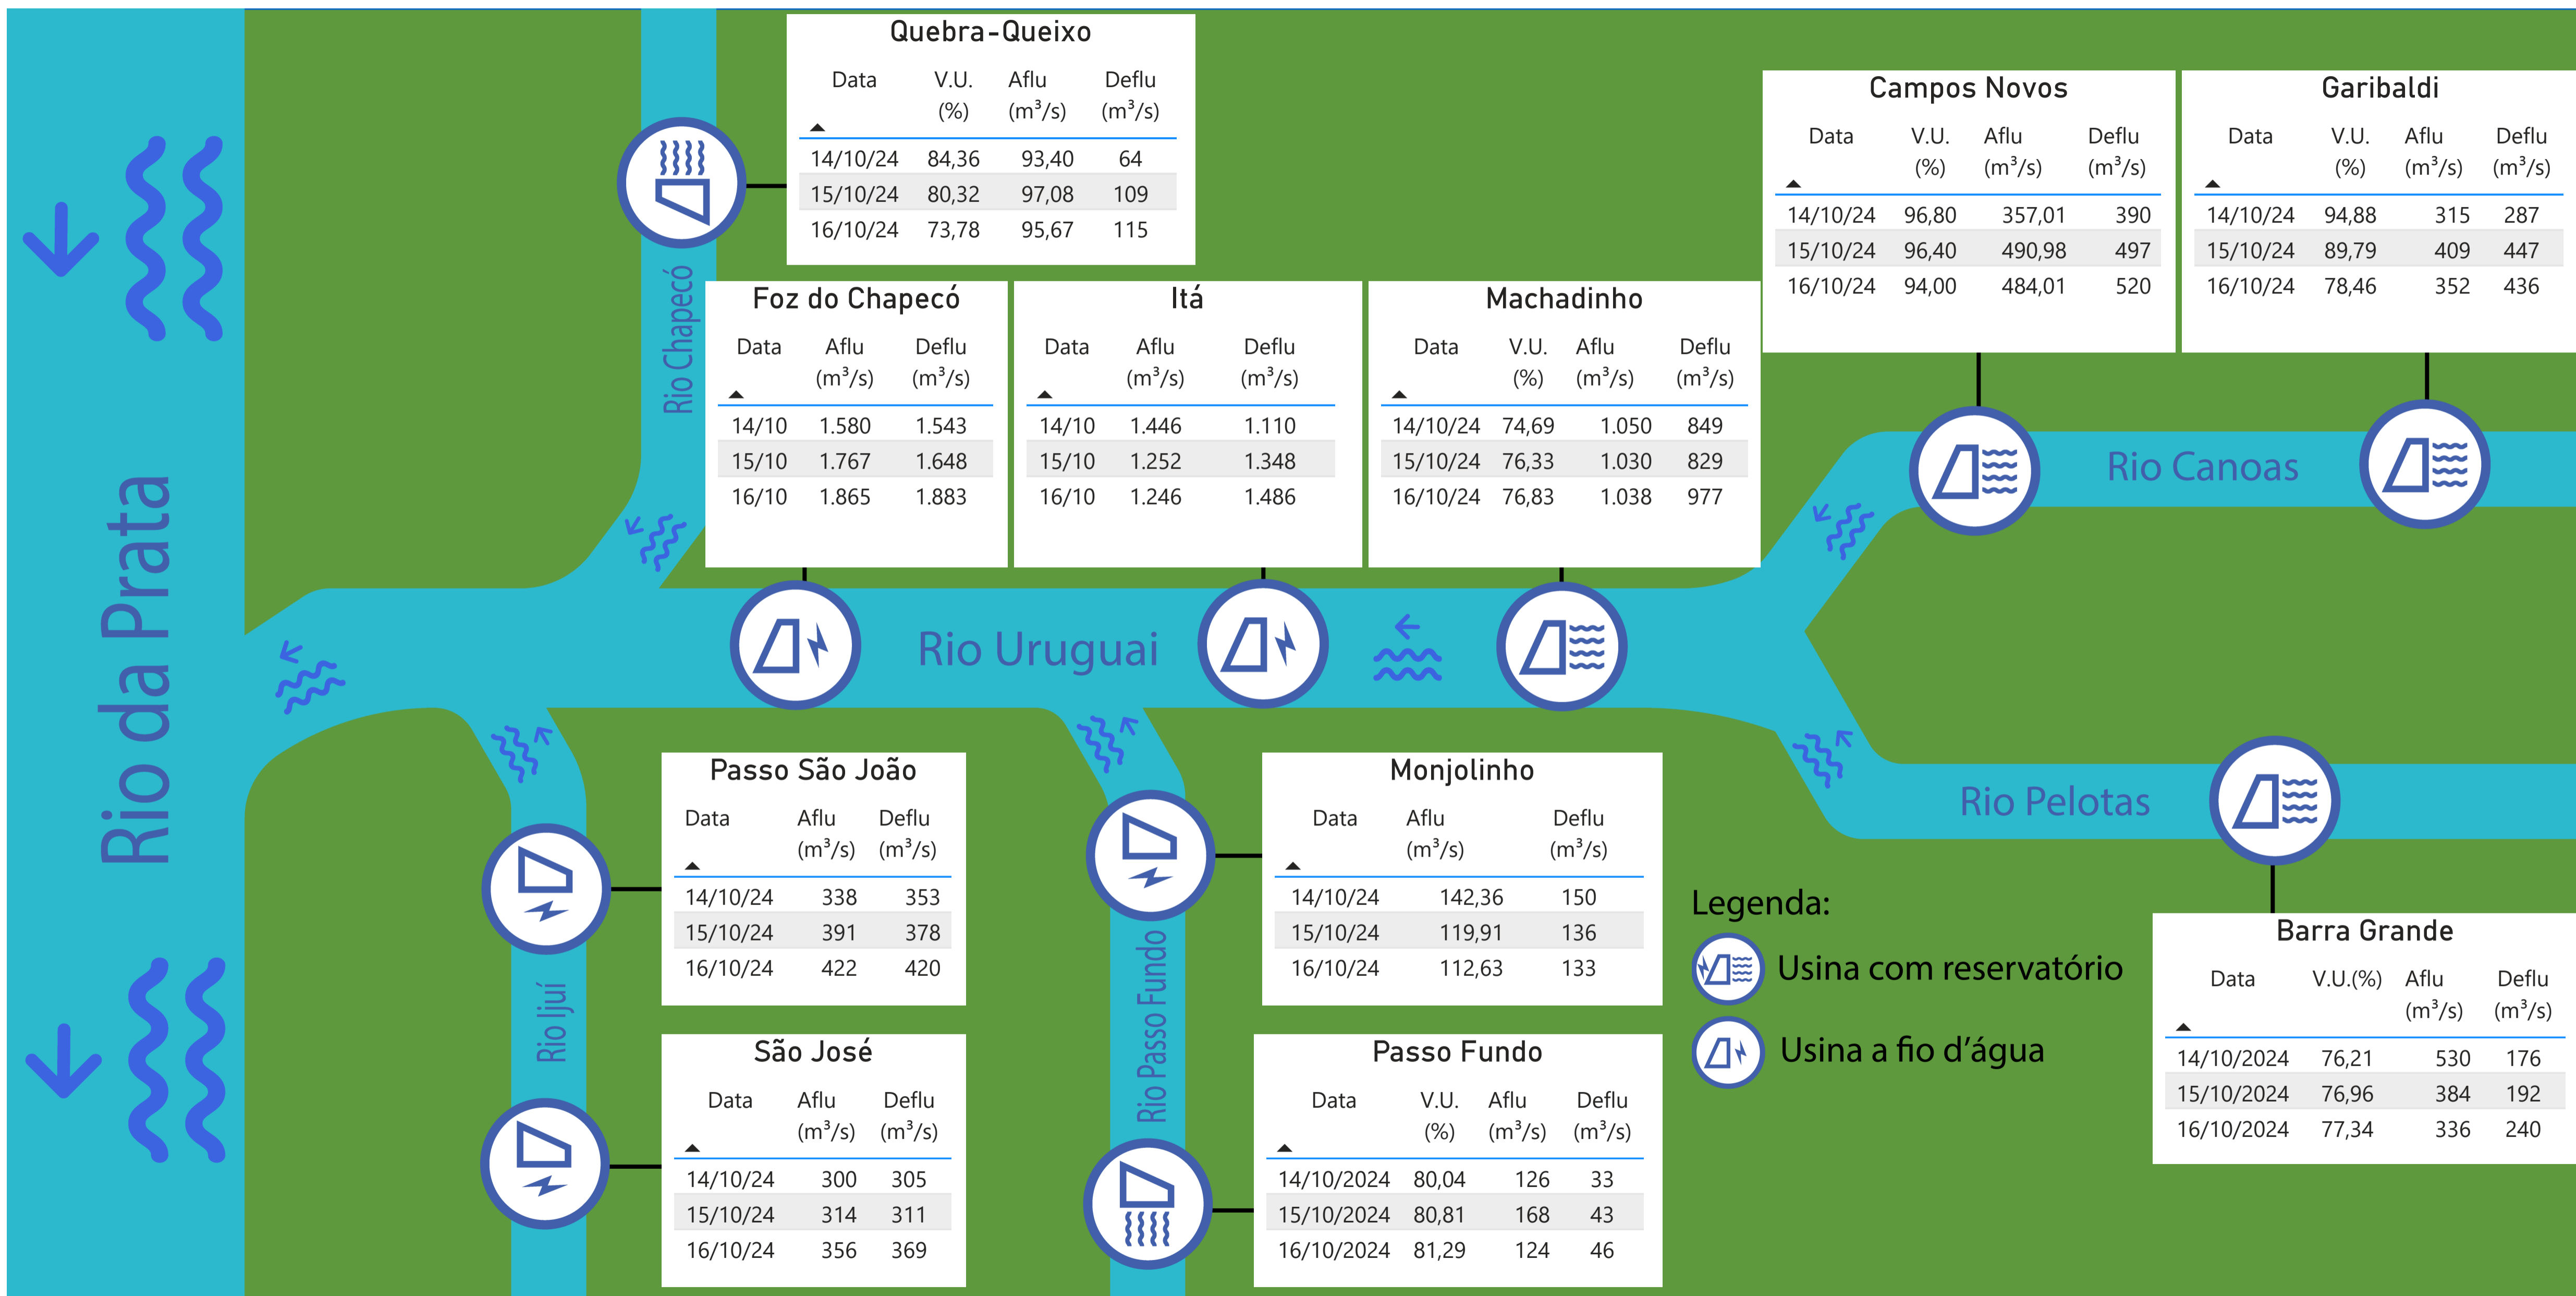 Quebra-Queixo
Data V.U. (%) Aflu (m³/s) Deflu (m³/s)
14/10/24 84,36 93,40 64
15/10/24 80,32 97,08 109
16/10/24 73,78 95,67 115
Campos Novos
Data V.U. (%) Aflu (m³/s) Deflu (m³/s)
14/10/24 96,80 357,01 390
15/10/24 96,40 490,98 497
16/10/24 94,00 484,01 520
Garibaldi
Data V.U. (%) Aflu (m³/s) Deflu (m³/s)
14/10/24 94,88 315 287
15/10/24 89,79 409 447
16/10/24 78,46 352 436
Rio Chapecó
Foz do Chapecó
Data Aflu (m³/s) Deflu (m³/s)
14/10 1.580 1.543
15/10 1.767 1.648
16/10 1.865 1.883
Itá
Data Aflu (m³/s) Deflu (m³/s)
14/10 1.446 1.110
15/10 1.252 1.348
16/10 1.246 1.486
Machadinho
Data V.U. (%) Aflu (m³/s) Deflu (m³/s)
14/10/24 74,69 1.050 849
15/10/24 76,33 1.030 829
16/10/24 76,83 1.038 977
Rio Canoas
Rio da Prata
Rio Uruguai
Rio Pelotas
Passo São João
Data Aflu (m³/s) Deflu (m³/s)
14/10/24 338 353
15/10/24 391 378
16/10/24 422 420
Monjolinho
Data Aflu (m³/s) Deflu (m³/s)
14/10/24 142,36 150
15/10/24 119,91 136
16/10/24 112,63 133
Legenda:
Usina com reservatório
Usina a fio d’água
Barra Grande
Data V.U.(%) Aflu (m³/s) Deflu (m³/s)
14/10/2024 76,21 530 176
15/10/2024 76,96 384 192
16/10/2024 77,34 336 240
Rio Ijuí
São José
Data Aflu (m³/s) Deflu (m³/s)
14/10/24 300 305
15/10/24 314 311
16/10/24 356 369
Rio Passo Fundo
Passo Fundo
Data V.U. (%) Aflu (m³/s) Deflu (m³/s)
14/10/2024 80,04 126 33
15/10/2024 80,81 168 43
16/10/2024 81,29 124 46